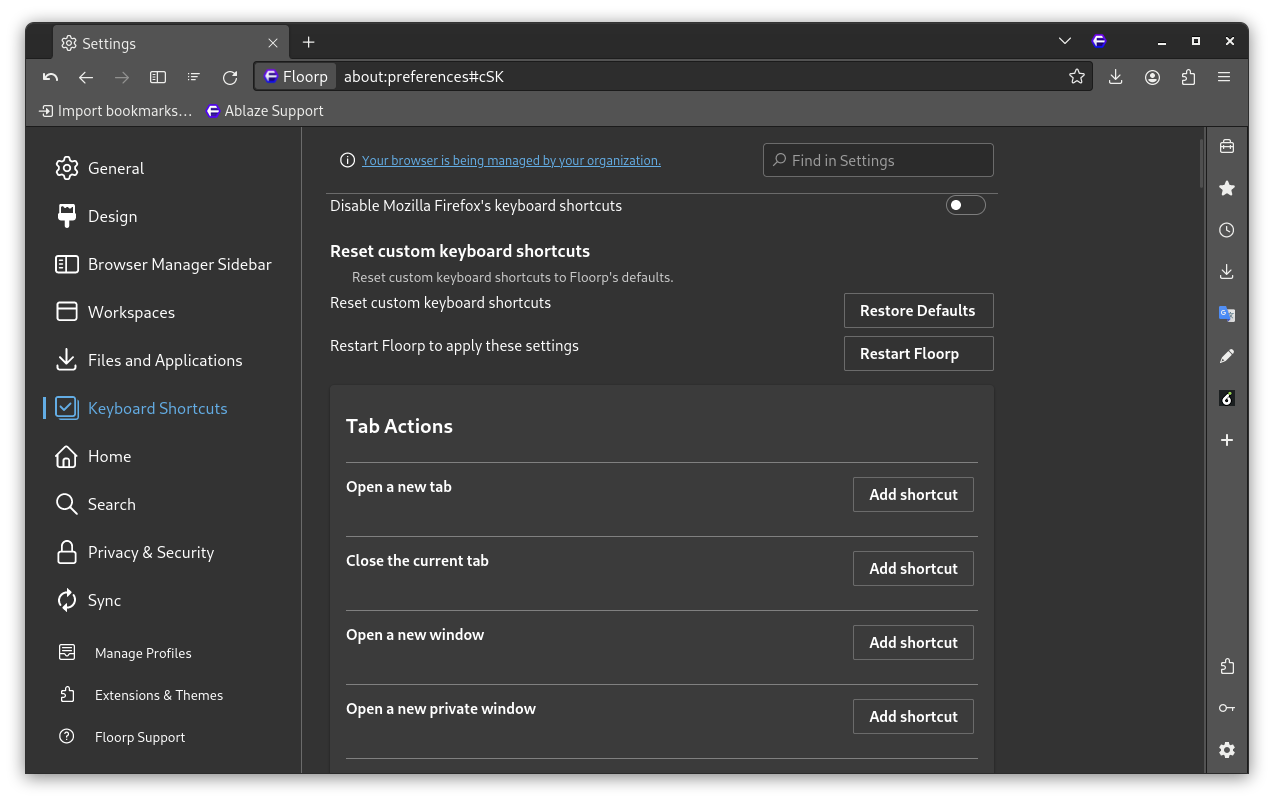 Settings
Floorp about:preferences#cSK
Import bookmarks... Ablaze Support
General
Design
Browser Manager Sidebar
Workspaces
Files and Applications
Keyboard Shortcuts
Home
Search
Privacy & Security
Sync
Manage Profiles
Extensions & Themes
Floorp Support
Your browser is being managed by your organization.
Find in Settings
Disable Mozilla Firefox's keyboard shortcuts
Reset custom keyboard shortcuts
Reset custom keyboard shortcuts to Floorp's defaults.
Reset custom keyboard shortcuts Restore Defaults
Restart Floorp to apply these settings Restart Floorp
Tab Actions
Open a new tab Add shortcut
Close the current tab Add shortcut
Open a new window Add shortcut
Open a new private window Add shortcut